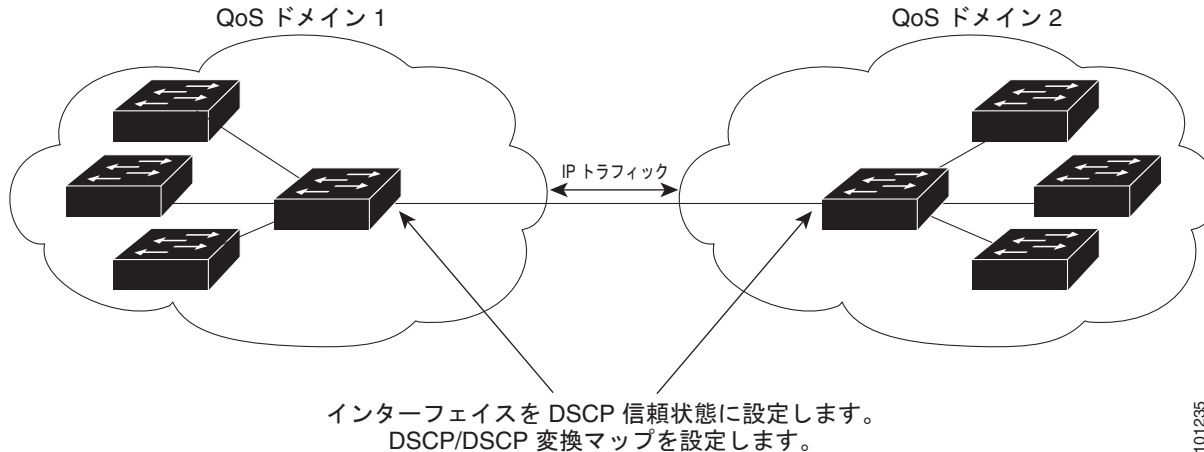 QoS ドメイン 1
QoS ドメイン 2
IP トラフィック
インターフェイスを DSCP 信頼状態に設定します。
DSCP/DSCP 変換マップを設定します。
101235